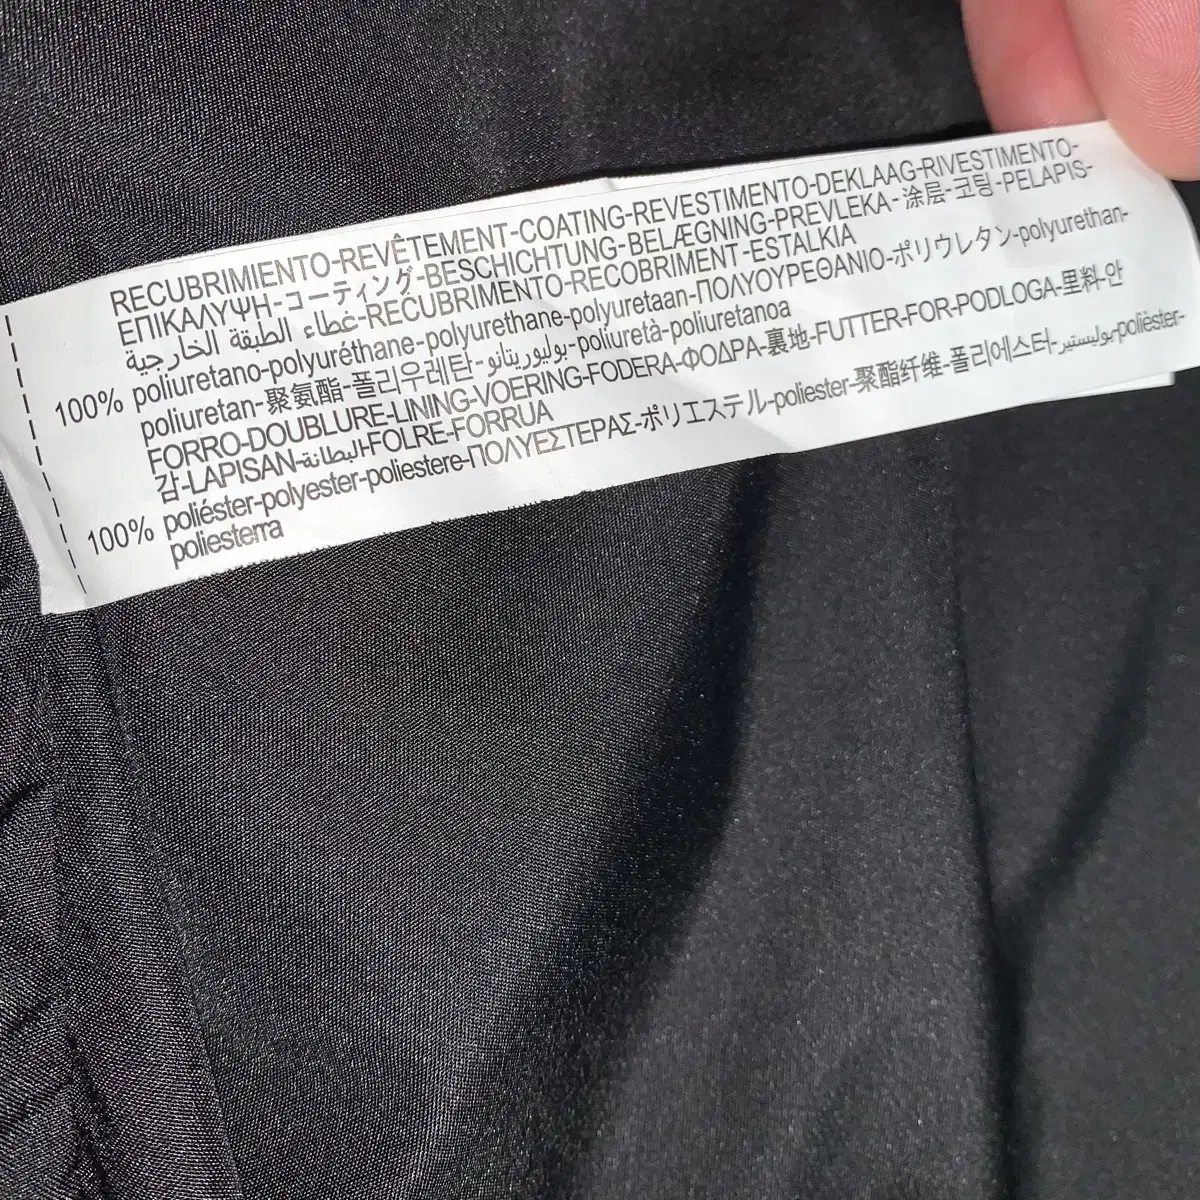 RECUBRIMIENTO-REVÊTEMENT-COATING-REVESTIMENTO-DEKLAAG-RIVESTIMENTO-
ΕΠΙΚΑΛΥΨΗ-コーティング-BESCHICHTUNG-BELÆGNING-PREVLEKA-涂层-코팅-PELAPIS-
غطاء الطبقة الخارجية-RECUBRIMENTO-RECOBRIMENT-ESTALKIA
100% poliuretano-polyuréthane-polyurethane-polyuretaan-ΠΟΛΥΟΥΡΕΘΑΝΙΟ-ポリウレタン-polyurethan-
poliuretan-聚氨酯-폴리우레탄-بوليوريتانو-poliuretà-poliuretanoa
FORRO-DOUBLURE-LINING-VOERING-FODERA-ΦΟΔΡΑ-裏地-FUTTER-FOR-PODLOGA-里料-안
감-LAPISAN-البطانة-FOLRE-FORRUA
100% poliéster-polyester-poliestere-ΠΟΛΥΕΣΤΕΡΑΣ-ポリエステル-poliester-聚酯纤维-폴리에스터-بوليستير-polièster-
poliesterra